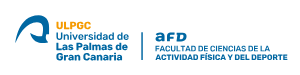 ULPGC
Universidad de
Las Palmas de
Gran Canaria
aFD
FACULTAD DE CIENCIAS DE LA
ACTIVIDAD FÍSICA Y DEL DEPORTE